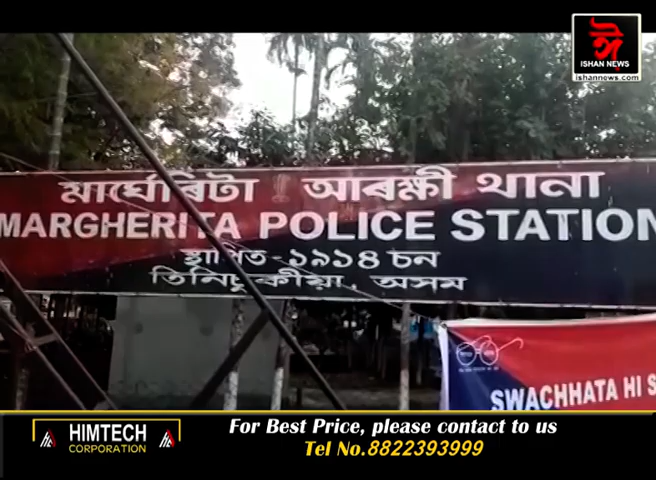 ঈ
ISHAN NEWS
www.ishannews.com
মাৰ্ঘেৰিটা আৰক্ষী থানা
MARGHERITA POLICE STATION
স্থাপিত-১৯১৪ চন
তিনিচুকীয়া, অসম
SWACHHATA HI S
HIMTECH
CORPORATION
For Best Price, please contact to us
Tel No.8822393999